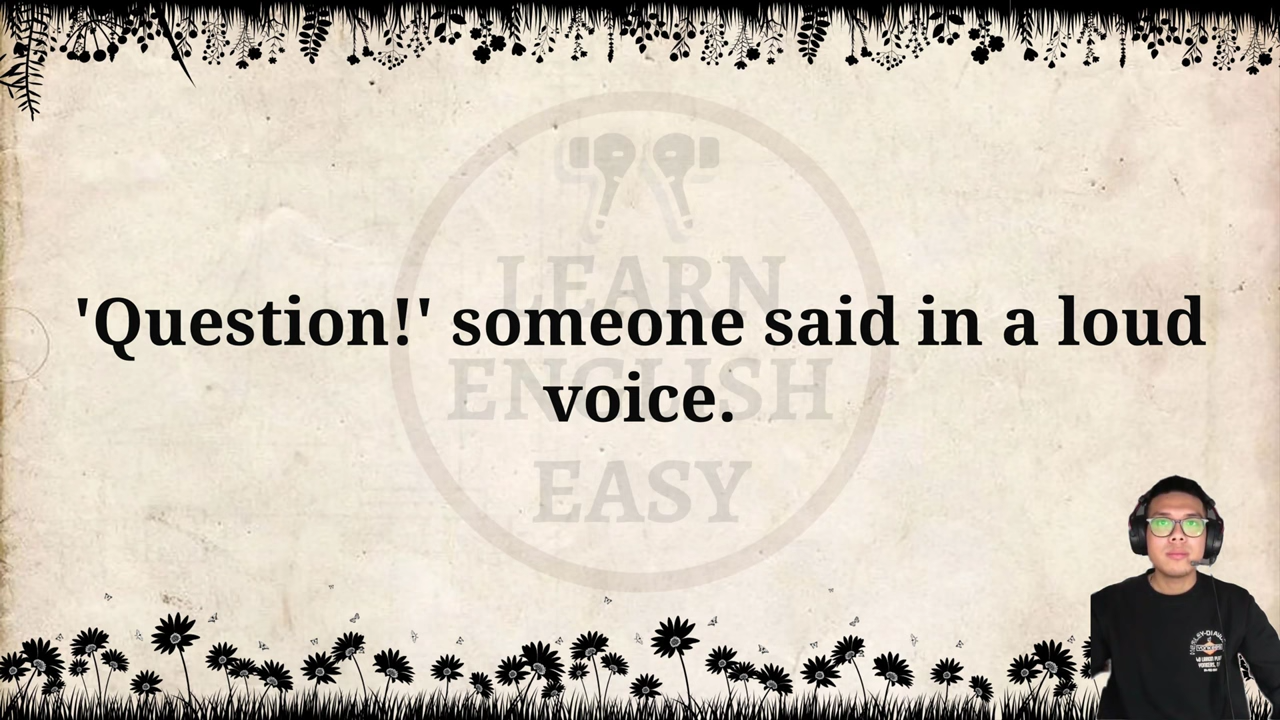 'Question!' someone said in a loud
voice.
LEARN
ENGLISH
EASY